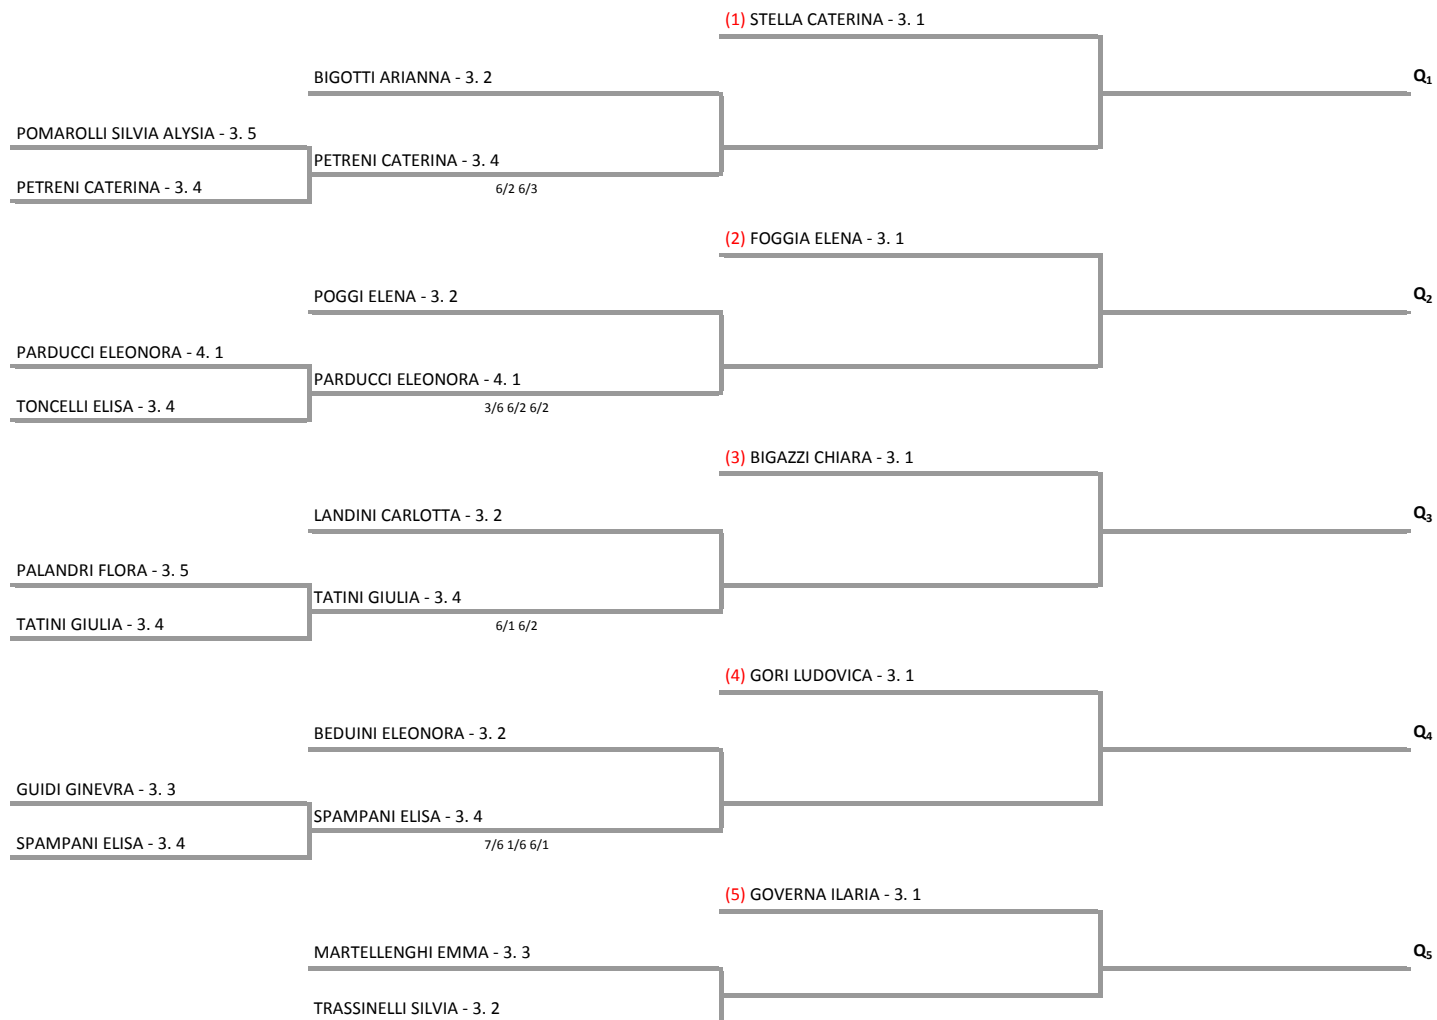 (1) STELLA CATERINA - 3. 1
BIGOTTI ARIANNA - 3. 2
Q1
POMAROLLI SILVIA ALYSIA - 3. 5
PETRENI CATERINA - 3. 4
PETRENI CATERINA - 3. 4
6/2 6/3
(2) FOGGIA ELENA - 3. 1
POGGI ELENA - 3. 2
Q2
PARDUCCI ELEONORA - 4. 1
PARDUCCI ELEONORA - 4. 1
TONCELLI ELISA - 3. 4
3/6 6/2 6/2
(3) BIGAZZI CHIARA - 3. 1
LANDINI CARLOTTA - 3. 2
Q3
PALANDRI FLORA - 3. 5
TATINI GIULIA - 3. 4
TATINI GIULIA - 3. 4
6/1 6/2
(4) GORI LUDOVICA - 3. 1
BEDUINI ELEONORA - 3. 2
Q4
GUIDI GINEVRA - 3. 3
SPAMPANI ELISA - 3. 4
SPAMPANI ELISA - 3. 4
7/6 1/6 6/1
(5) GOVERNA ILARIA - 3. 1
MARTELLENGHI EMMA - 3. 3
Q5
TRASSINELLI SILVIA - 3. 2